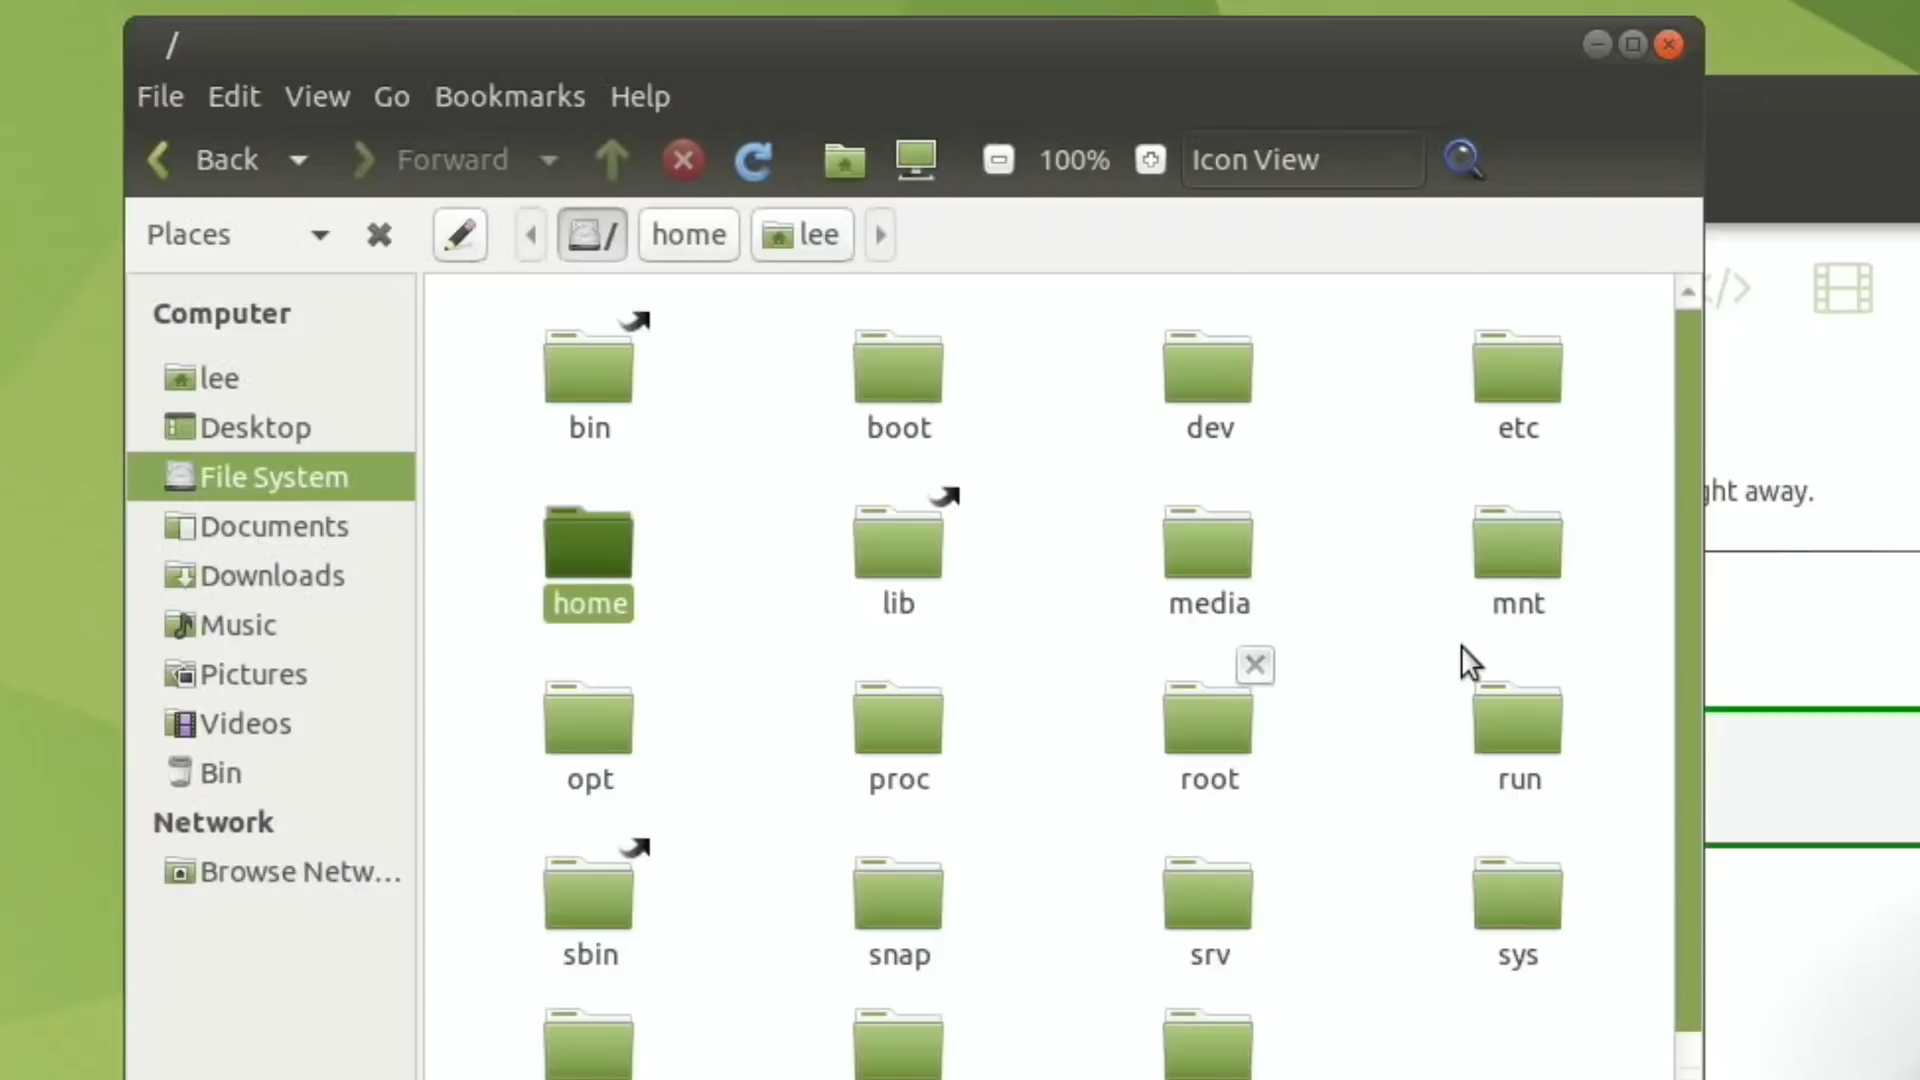 /
File Edit View Go Bookmarks Help
Back Forward 100% Icon View
Places / home lee
Computer
lee
Desktop
File System
Documents
Downloads
Music
Pictures
Videos
Bin
Network
Browse Netw...
bin boot dev etc
home lib media mnt
opt proc root run
sbin snap srv sys
</>
ght away.